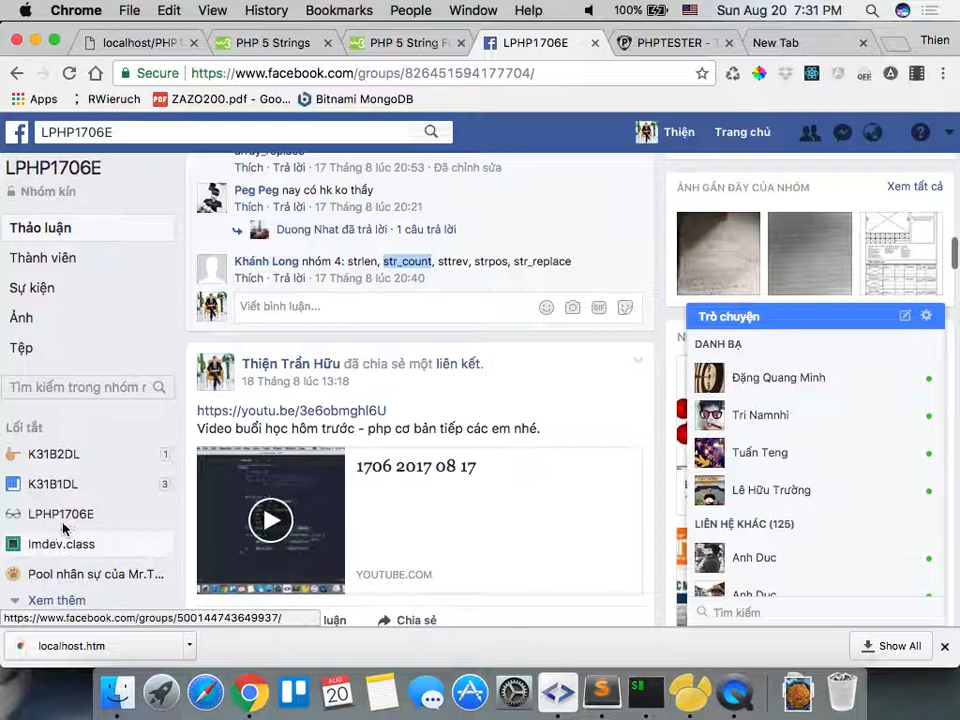 Chrome File Edit View History Bookmarks People Window Help 100% Sun Aug 20 7:31 PM
localhost/PHP1 PHP 5 Strings PHP 5 String F LPHP1706E PHPTESTER - T New Tab Thien
Secure https://www.facebook.com/groups/826451594177704/
Apps RWieruch ZAZO200.pdf - Goo... Bitnami MongoDB
LPHP1706E Thiện Trang chủ
LPHP1706E
Nhóm kín
Thảo luận
Thành viên
Sự kiện
Ảnh
Tệp
Tìm kiếm trong nhóm n
Lối tắt
K31B2DL 1
K31B1DL 3
LPHP1706E
Imdev.class
Pool nhân sự của Mr.T...
Xem thêm
https://www.facebook.com/groups/500144743649937/
array_replace
Thích · Trả lời · 17 Tháng 8 lúc 20:53 · Đã chỉnh sửa
Peg Peg nay có hk ko thầy
Thích · Trả lời · 17 Tháng 8 lúc 20:21
Duong Nhat đã trả lời · 1 câu trả lời
Khánh Long nhóm 4: strlen, str_count, sttrev, strpos, str_replace
Thích · Trả lời · 17 Tháng 8 lúc 20:40
Viết bình luận...
GIF
Thiện Trần Hữu đã chia sẻ một liên kết.
18 Tháng 8 lúc 13:18
https://youtu.be/3e6obmghl6U
Video buổi học hôm trước - php cơ bản tiếp các em nhé.
1706 2017 08 17
YOUTUBE.COM
luận Chia sẻ
ẢNH GẦN ĐÂY CỦA NHÓM Xem tất cả
Trò chuyện
DANH BẠ
Đặng Quang Minh
Tri Namnhi
Tuấn Teng
Lê Hữu Trường
LIÊN HỆ KHÁC (125)
Anh Duc
Anh Duc
Tìm kiếm
localhost.htm Show All
AUG
20